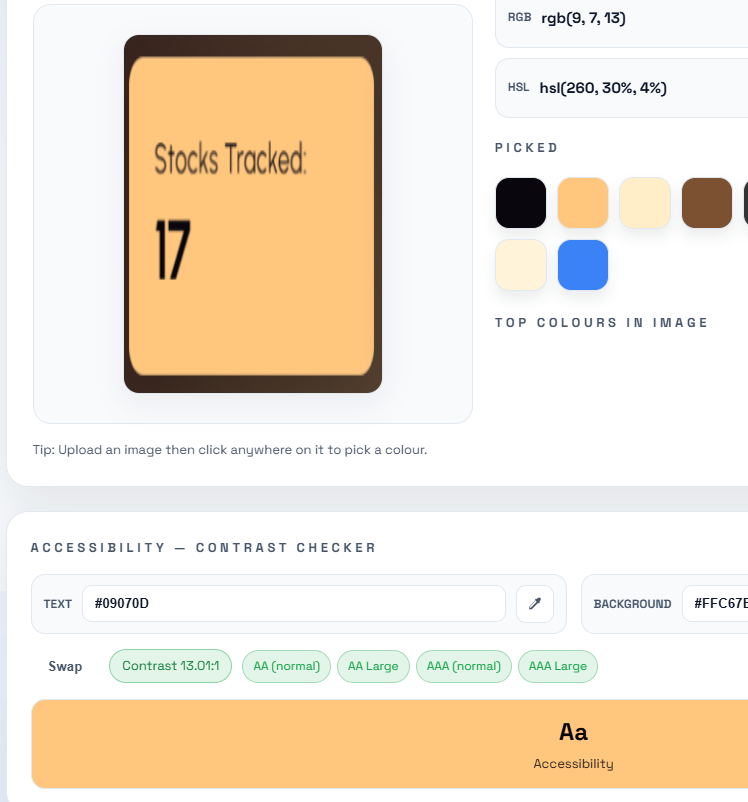 RGB rgb(9, 7, 13)
HSL hsl(260, 30%, 4%)
PICKED
TOP COLOURS IN IMAGE
Stocks Tracked:
17
Tip: Upload an image then click anywhere on it to pick a colour.
ACCESSIBILITY — CONTRAST CHECKER
TEXT #09070D BACKGROUND #FFC67E
Swap Contrast 13.01:1 AA (normal) AA Large AAA (normal) AAA Large
Aa
Accessibility